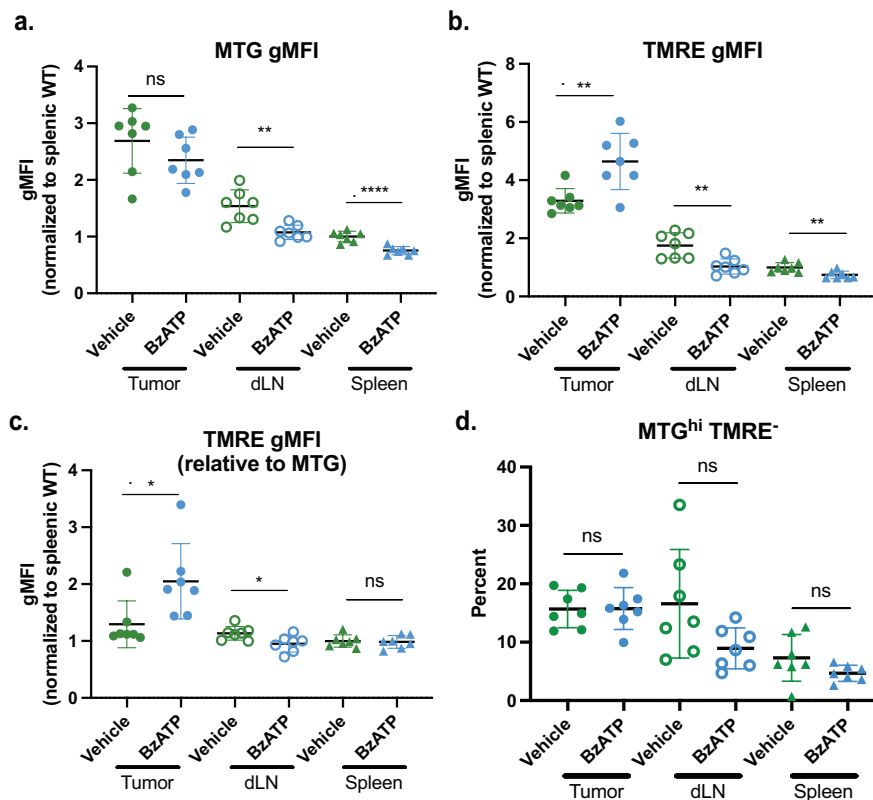 a.
MTG gMFI
gMFI
(normalized to splenic WT)
4
3
2
1
0
ns
**
****
Vehicle
BzATP
Vehicle
BzATP
Vehicle
BzATP
Tumor
dLN
Spleen
b.
TMRE gMFI
gMFI
(normalized to splenic WT)
8
6
4
2
0
**
**
**
Vehicle
BzATP
Vehicle
BzATP
Vehicle
BzATP
Tumor
dLN
Spleen
c.
TMRE gMFI
(relative to MTG)
gMFI
(normalized to spleenic WT)
4
3
2
1
0
*
*
ns
Vehicle
BzATP
Vehicle
BzATP
Vehicle
BzATP
Tumor
dLN
Spleen
d.
MTGʰⁱ TMRE⁻
Percent
40
30
20
10
0
ns
ns
ns
Vehicle
BzATP
Vehicle
BzATP
Vehicle
BzATP
Tumor
dLN
Spleen